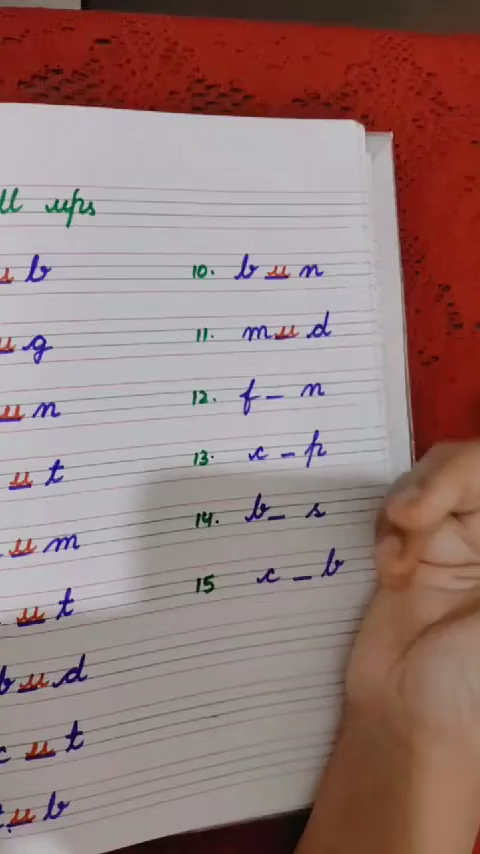 ll ups
u b
u g
u n
u t
u m
u t
b u d
c u t
t u b
10. b u n
11. m u d
12. f _ n
13. c _ p
14. b _ s
15 c _ b